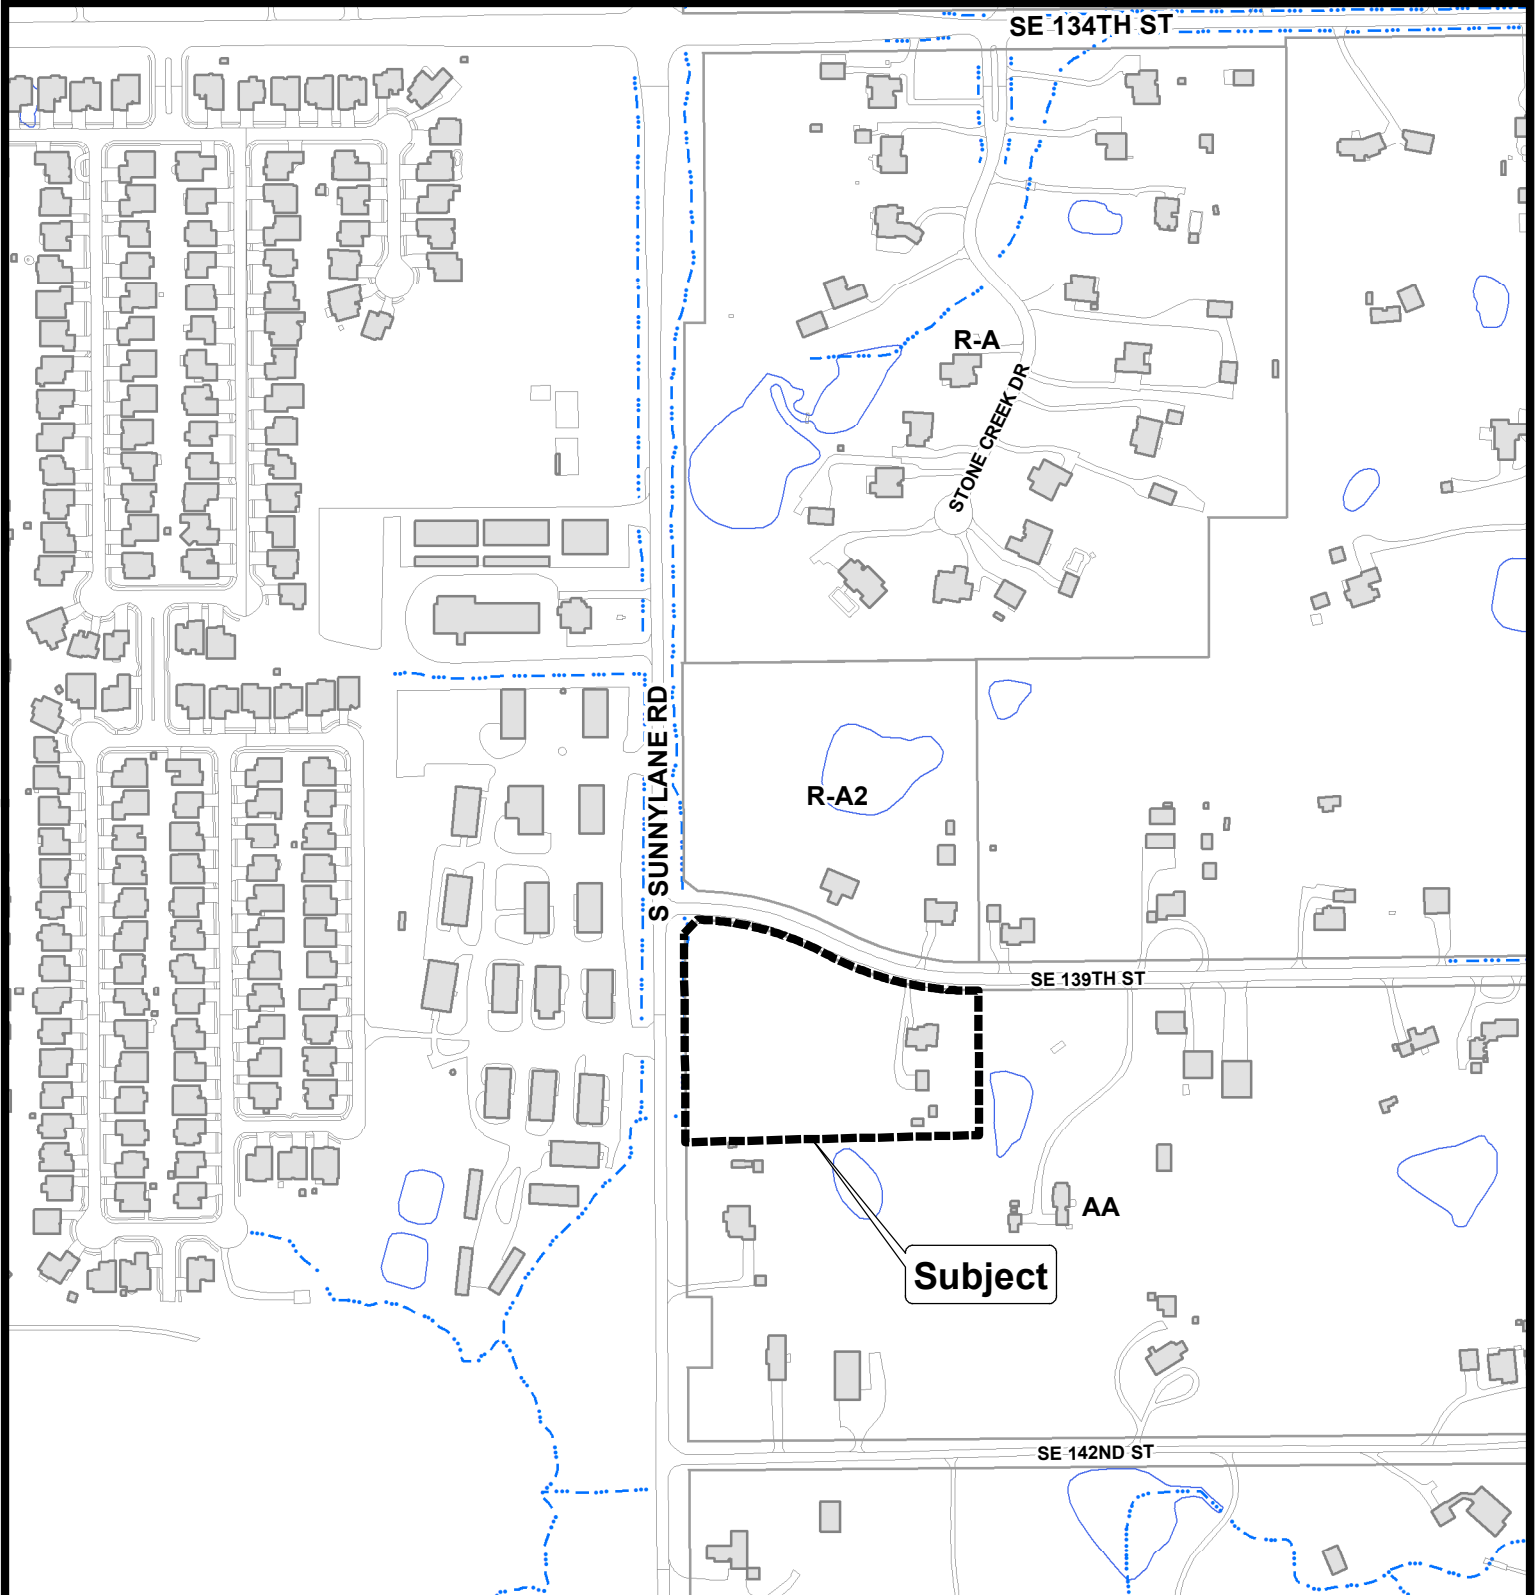 SE 134TH ST
R-A
STONE CREEK DR
S SUNNYLANE RD
R-A2
SE 139TH ST
AA
Subject
SE 142ND ST